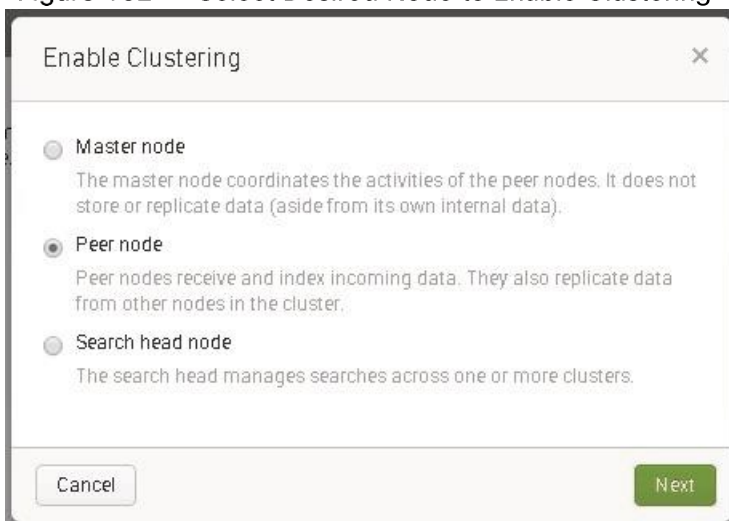 Enable Clustering
×
Master node
The master node coordinates the activities of the peer nodes. It does not
store or replicate data (aside from its own internal data).
Peer node
Peer nodes receive and index incoming data. They also replicate data
from other nodes in the cluster.
Search head node
The search head manages searches across one or more clusters.
Cancel
Next